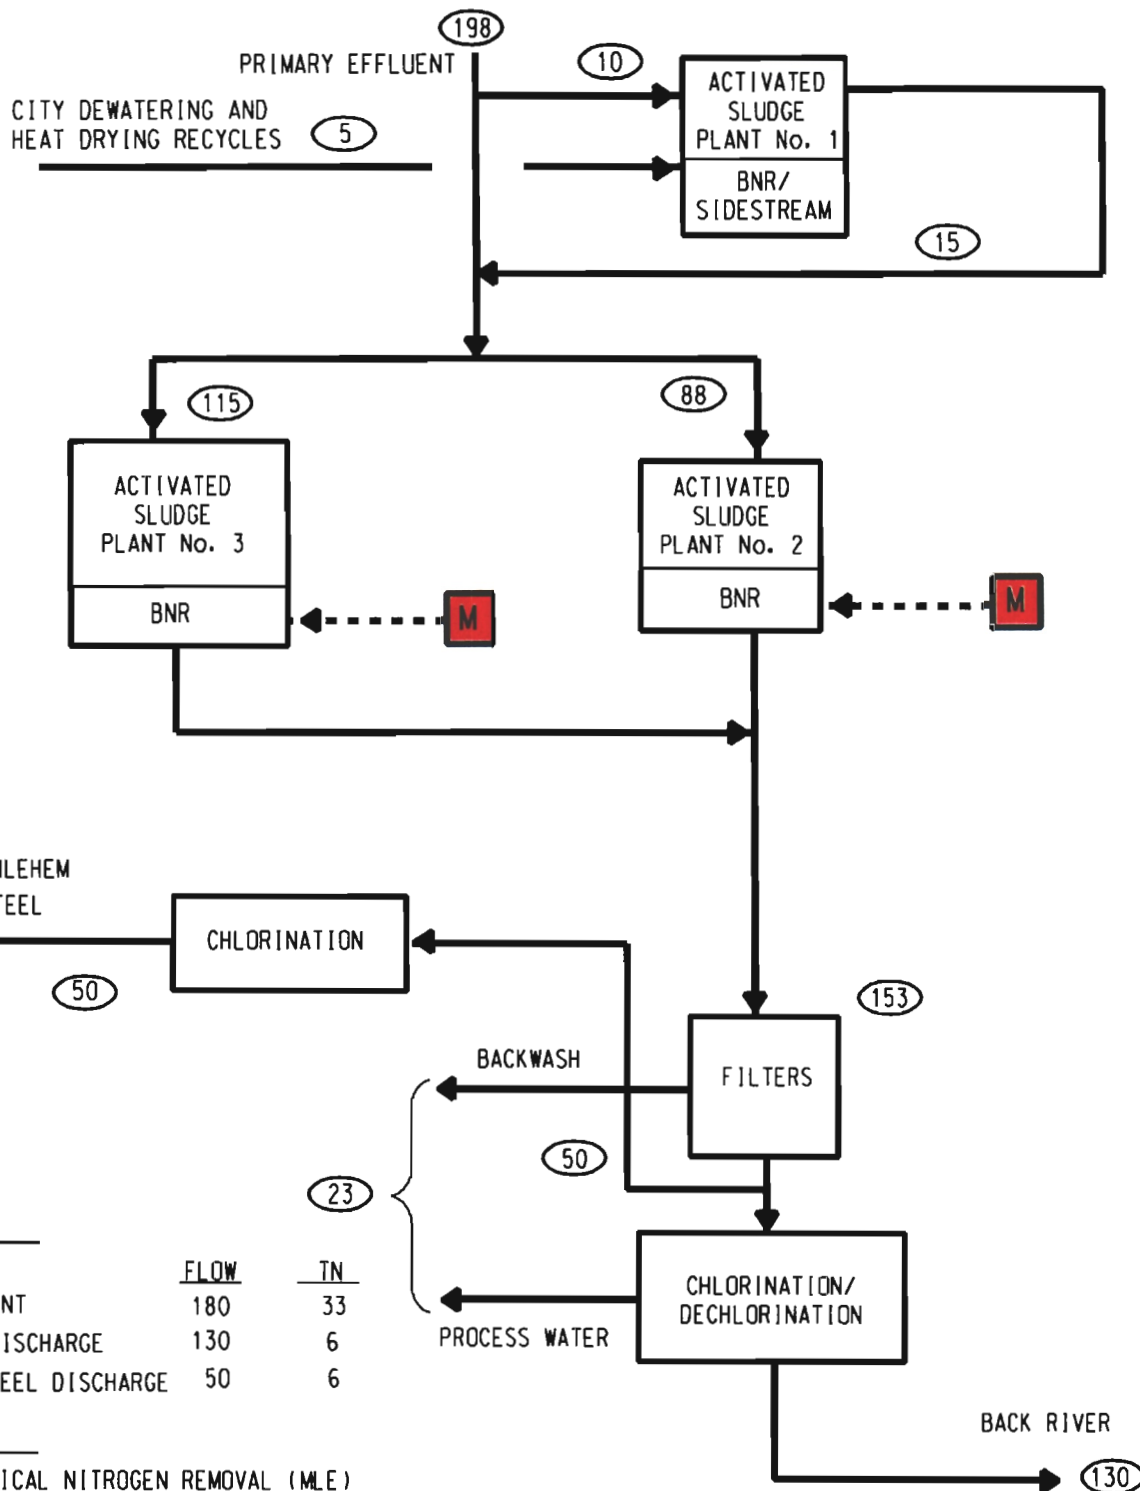 198
PRIMARY EFFLUENT
10
CITY DEWATERING AND
HEAT DRYING RECYCLES
5
ACTIVATED
SLUDGE
PLANT No. 1
BNR/
SIDESTREAM
15
115
88
ACTIVATED
SLUDGE
PLANT No. 3
BNR
M
ACTIVATED
SLUDGE
PLANT No. 2
BNR
M
HLEHEM
TEEL
CHLORINATION
50
153
BACKWASH
FILTERS
50
23
FLOW TN
NT 180 33
ISCHARGE 130 6
EEL DISCHARGE 50 6
CHLORINATION/
DECHLORINATION
PROCESS WATER
BACK RIVER
130
ICAL NITROGEN REMOVAL (MLE)